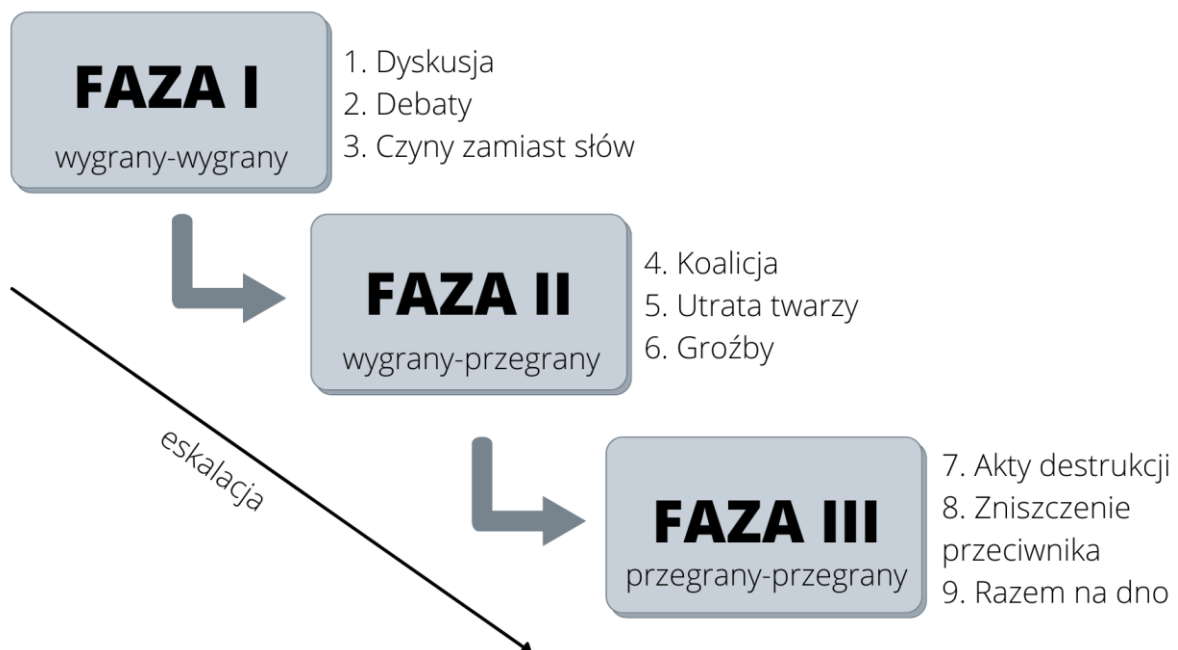 FAZA I
wygrany-wygrany
1. Dyskusja
2. Debaty
3. Czyny zamiast słów
FAZA II
wygrany-przegrany
4. Koalicja
5. Utrata twarzy
6. Groźby
eskalacja
FAZA III
przegrany-przegrany
7. Akty destrukcji
8. Zniszczenie
przeciwnika
9. Razem na dno